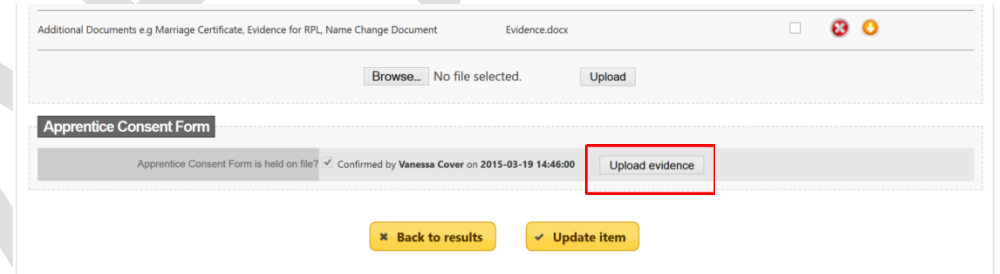 Additional Documents e.g Marriage Certificate, Evidence for RPL, Name Change Document Evidence.docx
Browse... No file selected. Upload
Apprentice Consent Form
Apprentice Consent Form is held on file? Confirmed by Vanessa Cover on 2015-03-19 14:46:00 Upload evidence
Back to results Update item